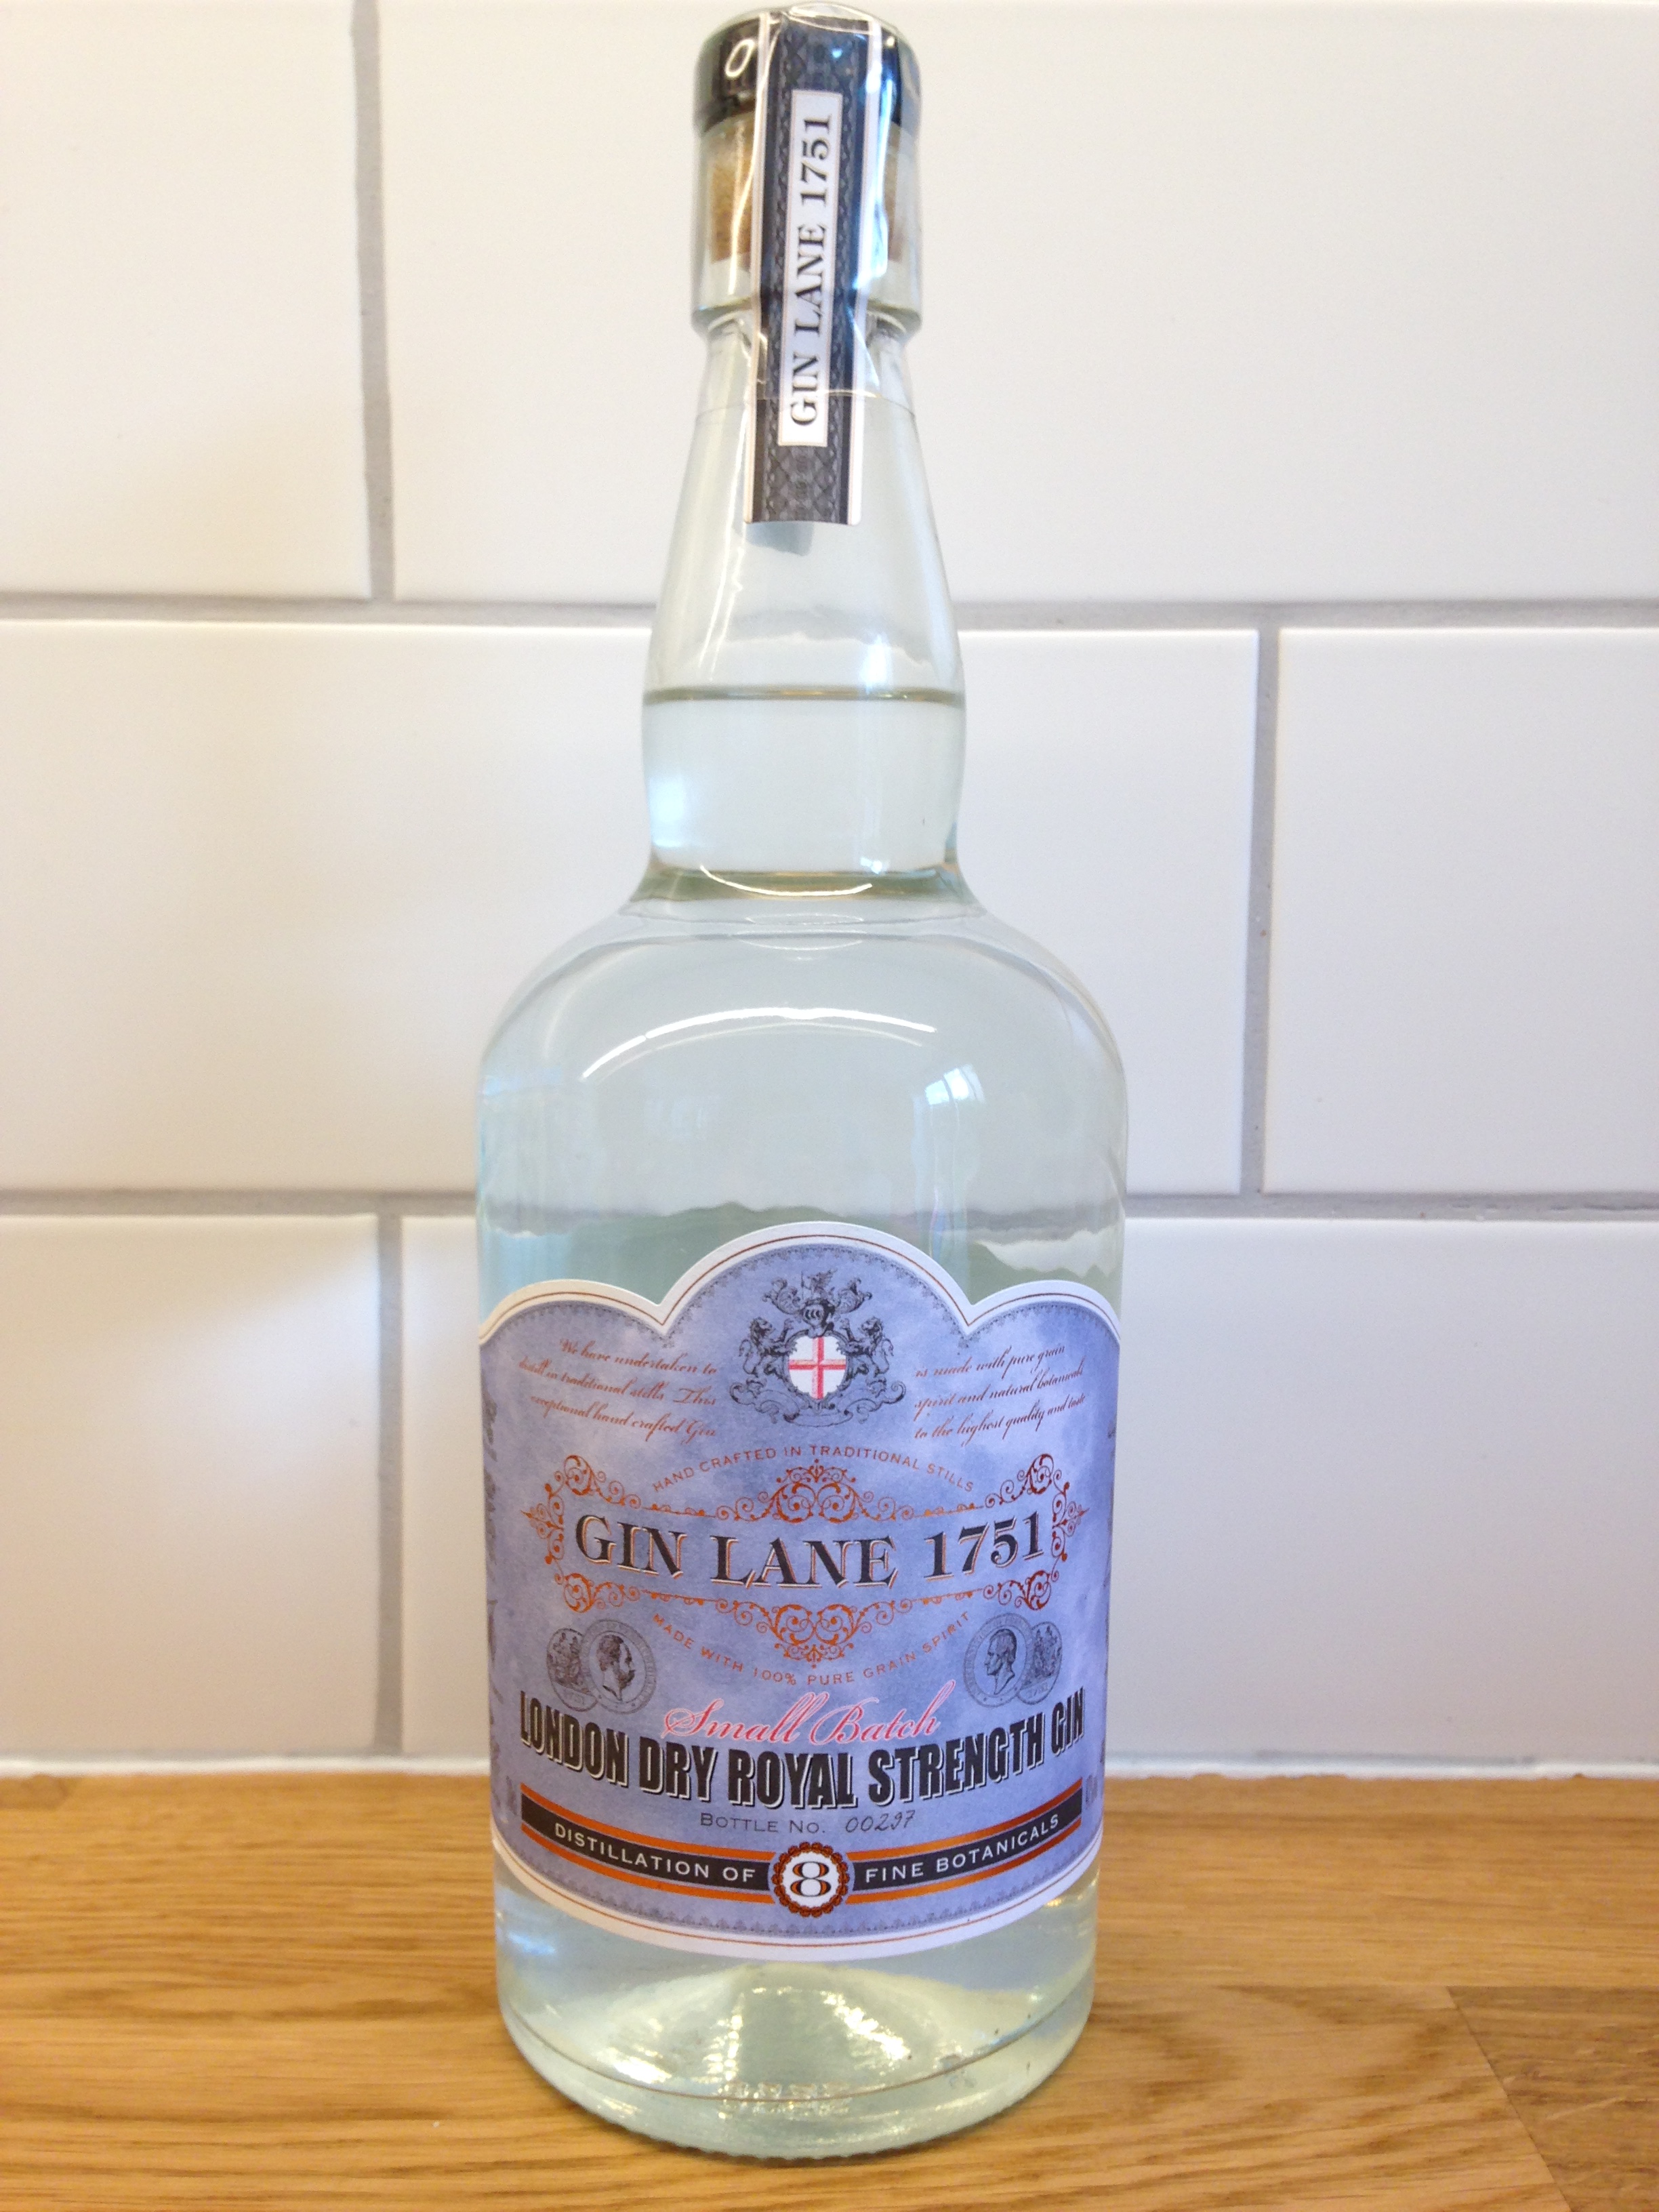 GIN LANE 1751
We have undertaken to
distill in traditional stills. This
exceptional hand crafted Gin
is made with pure grain
spirit and natural botanicals
to the highest quality and taste
HAND CRAFTED IN TRADITIONAL STILLS
GIN LANE 1751
MADE WITH 100% PURE GRAIN SPIRIT
Small Batch
LONDON DRY ROYAL STRENGTH GIN
BOTTLE NO. 00297
DISTILLATION OF 8 FINE BOTANICALS